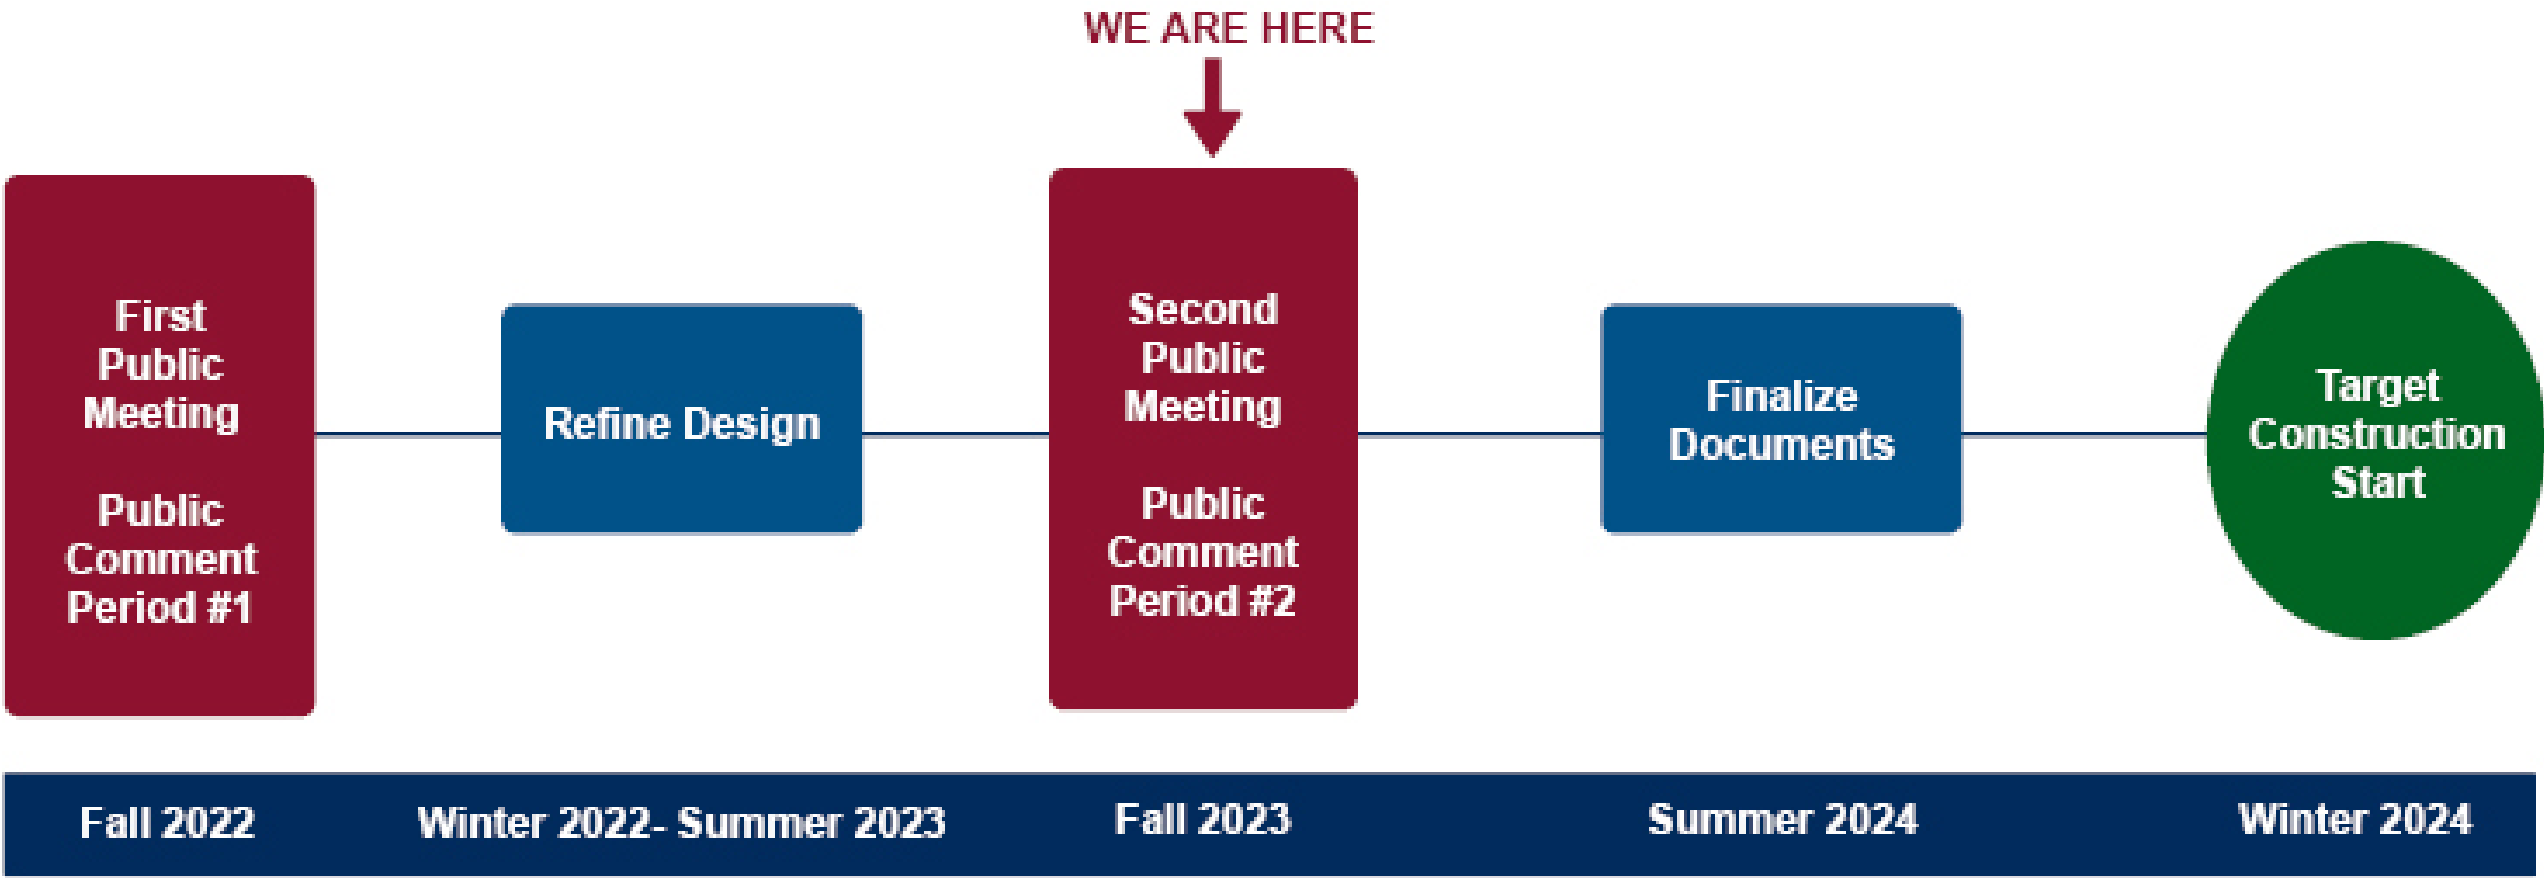 WE ARE HERE
First
Public
Meeting
Public
Comment
Period #1
Refine Design
Second
Public
Meeting
Public
Comment
Period #2
Finalize
Documents
Target
Construction
Start
Fall 2022
Winter 2022- Summer 2023
Fall 2023
Summer 2024
Winter 2024